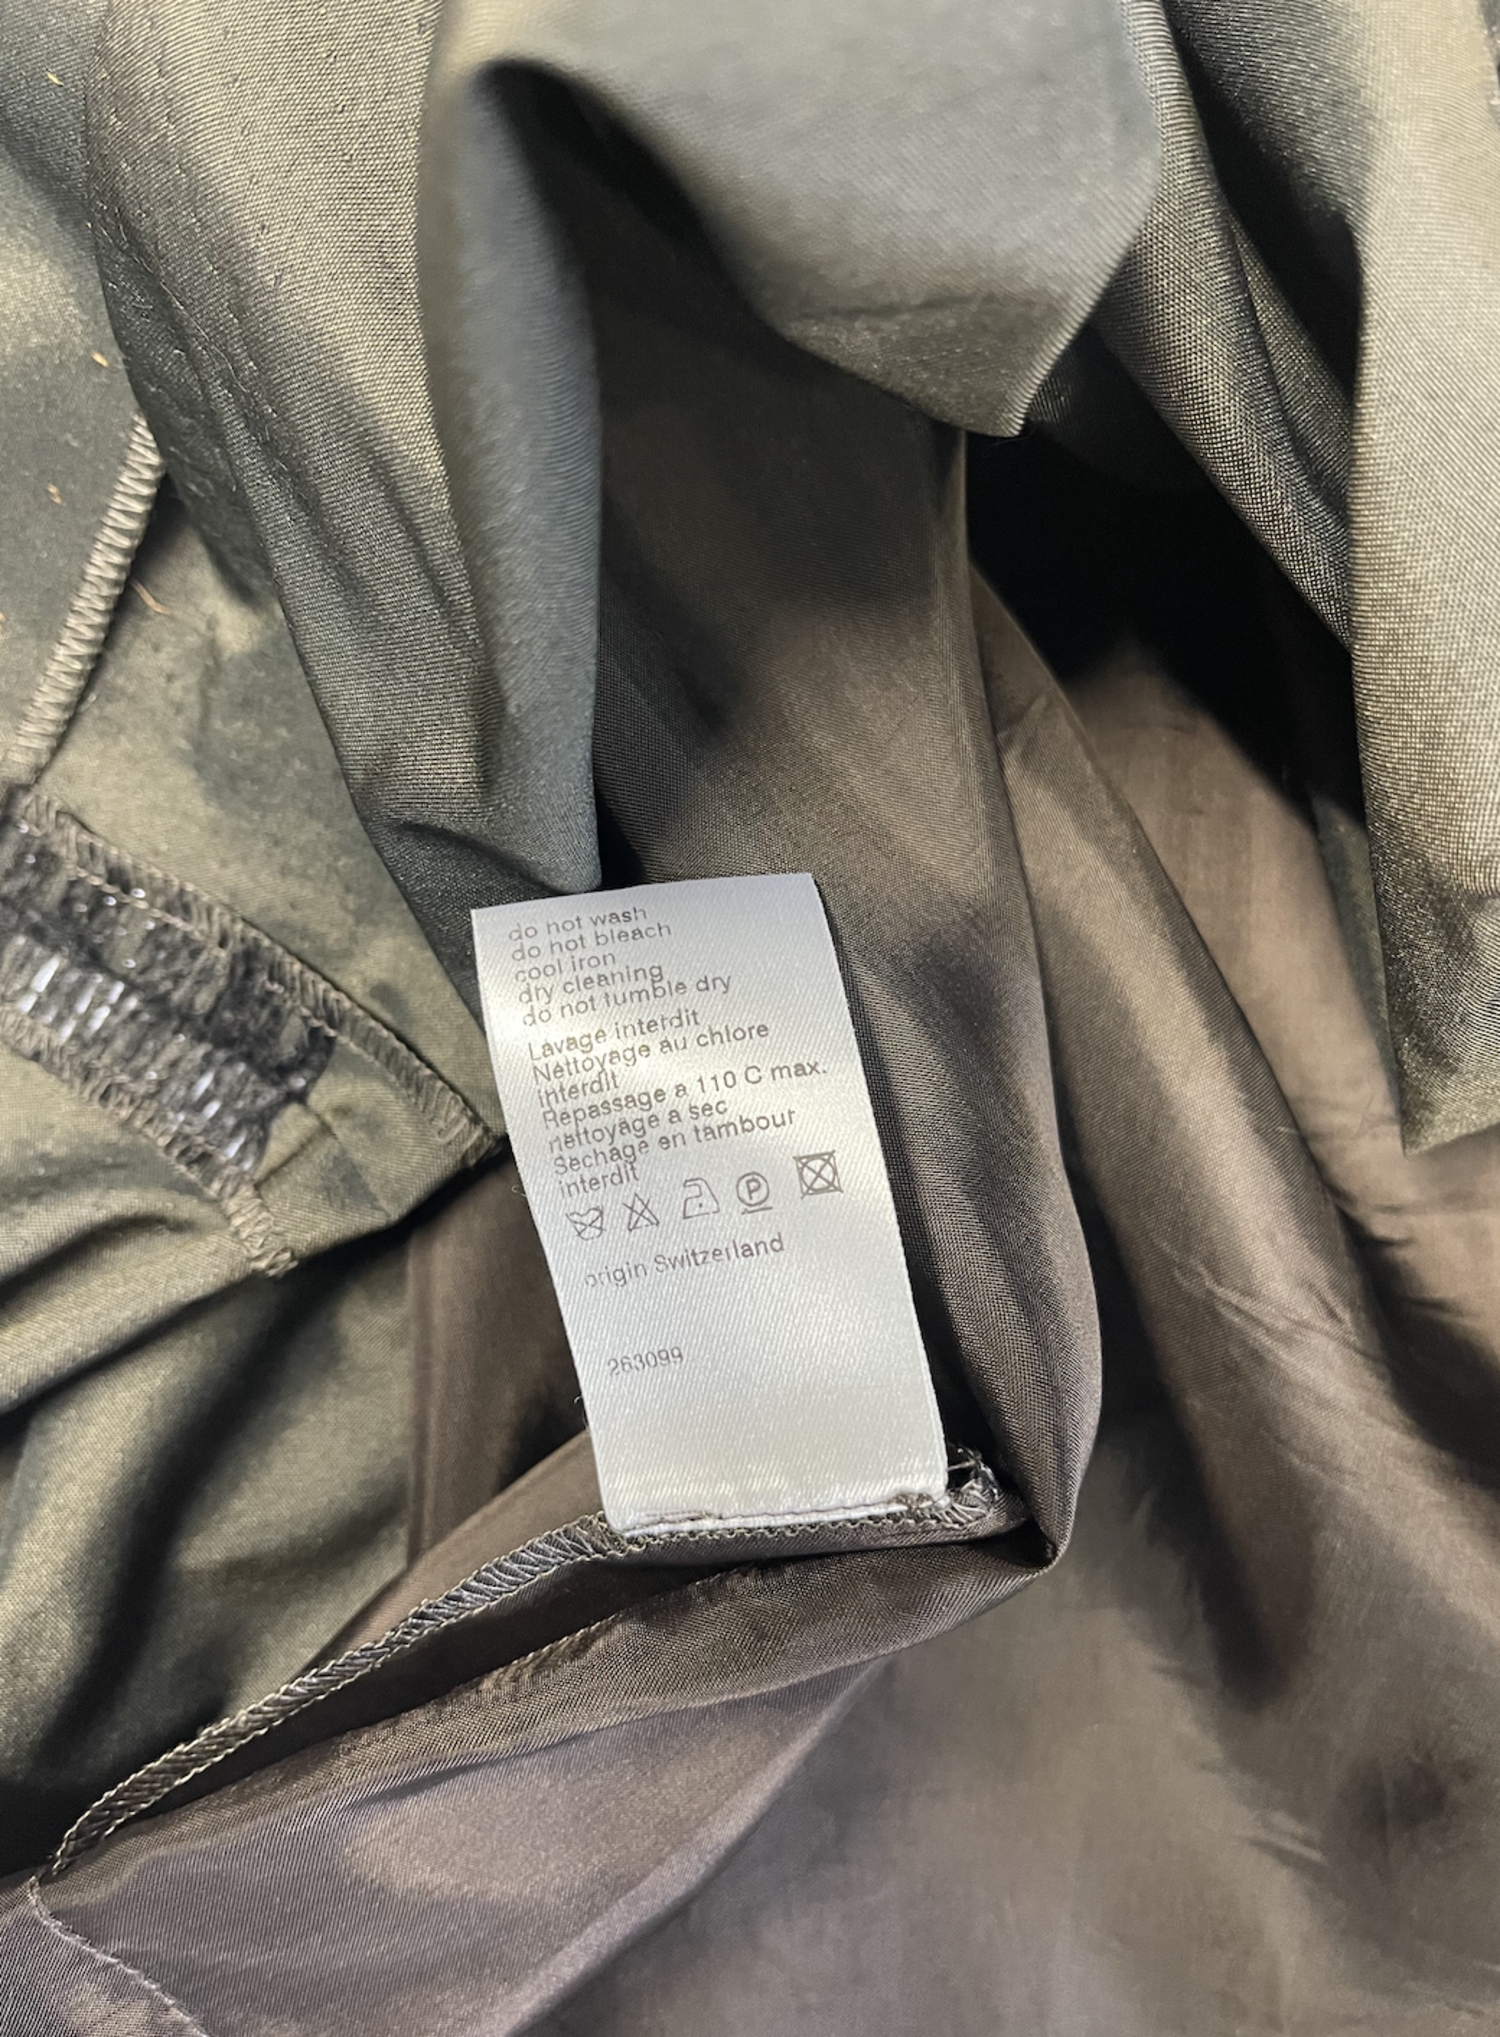 do not wash
do not bleach
cool iron
dry cleaning
do not tumble dry
Lavage interdit
Nettoyage au chlore
interdit
Repassage a 110 C max.
nettoyage a sec
Sechage en tambour
interdit
P
origin Switzerland
263099